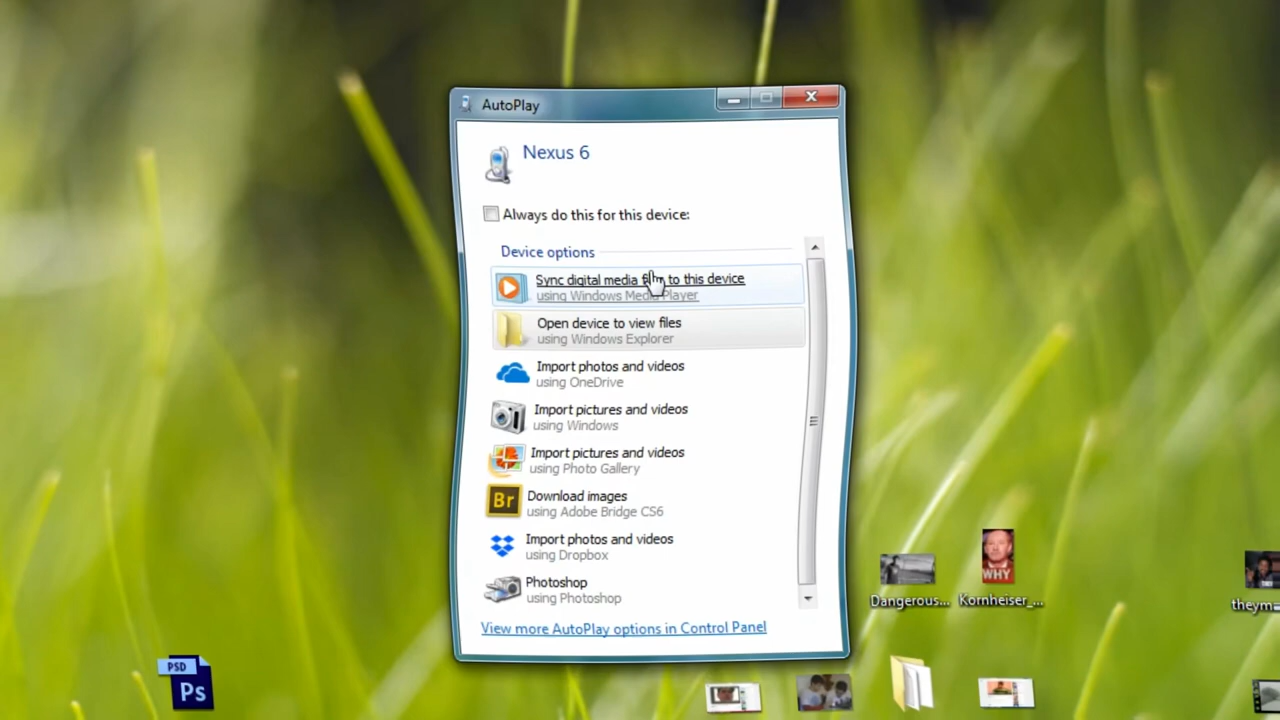 AutoPlay
Nexus 6
Always do this for this device:
Device options
Sync digital media to this device
using Windows Media Player
Open device to view files
using Windows Explorer
Import photos and videos
using OneDrive
Import pictures and videos
using Windows
Import pictures and videos
using Photo Gallery
Br
Download images
using Adobe Bridge CS6
Import photos and videos
using Dropbox
Photoshop
using Photoshop
View more AutoPlay options in Control Panel
WHY
Dangerous...
Kornheiser_...
theym...
PSD
Ps